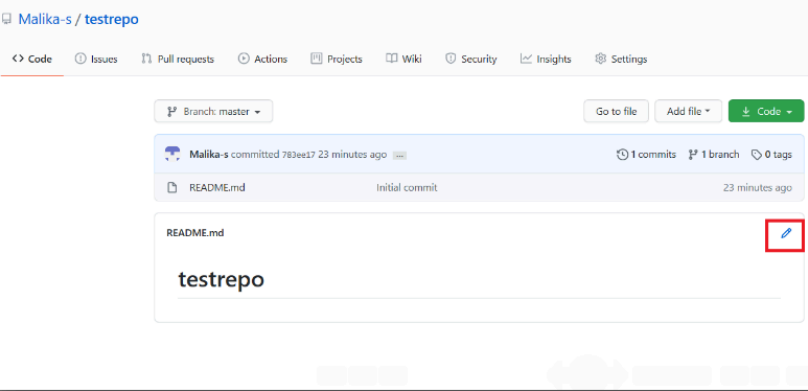 Malika-s / testrepo
Code Issues Pull requests Actions Projects Wiki Security Insights Settings
Branch: master Go to file Add file Code
Malika-s committed 783ee17 23 minutes ago ... 1 commits 1 branch 0 tags
README.md Initial commit 23 minutes ago
README.md
testrepo